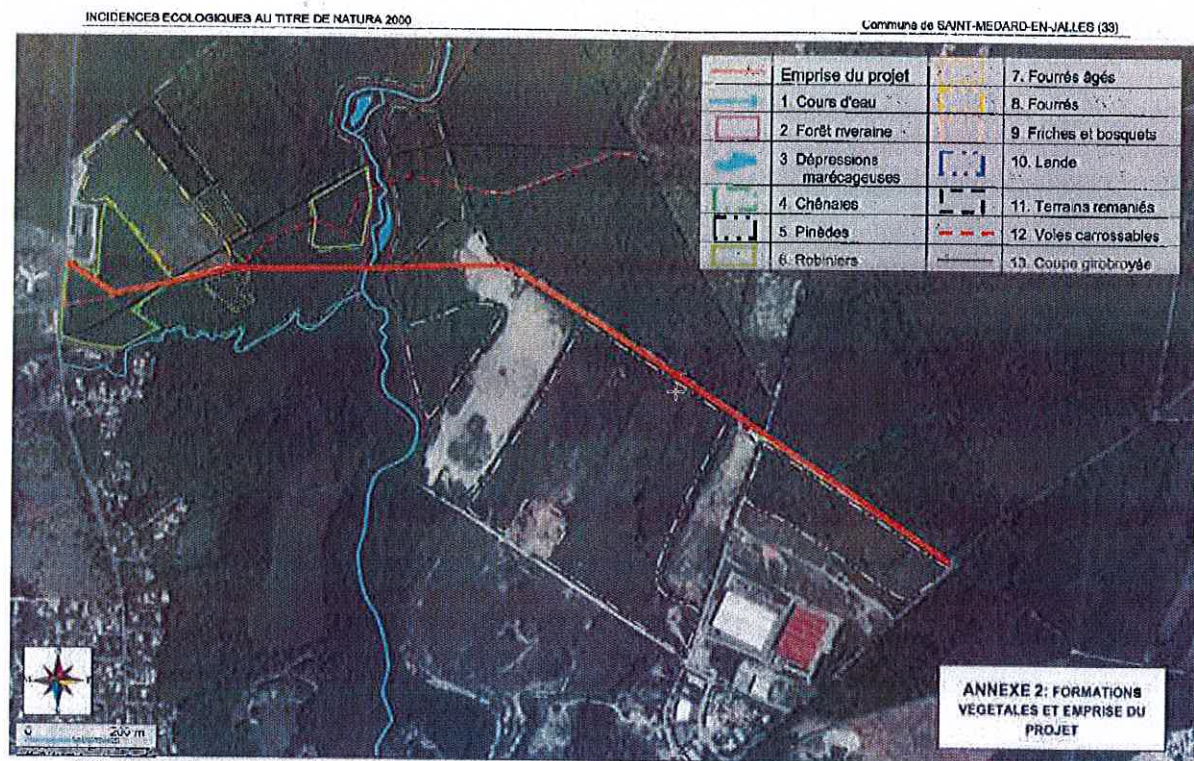 INCIDENCES ECOLOGIQUES AU TITRE DE NATURA 2000
Commune de SAINT-MEDARD-EN-JALLES (33)
Emprise du projet
1 Cours d'eau
2 Forêt riveraine
3 Dépressions
marécageuses
4 Chênaies
5 Pinèdes
6 Robiniers
7. Fourrés âgés
8. Fourrés
9 Friches et bosquets
10. Lande
11. Terrains remaniés
12 Voies carrossables
13. Coupe girobroyée
0 200 m
ANNEXE 2: FORMATIONS
VEGETALES ET EMPRISE DU
PROJET